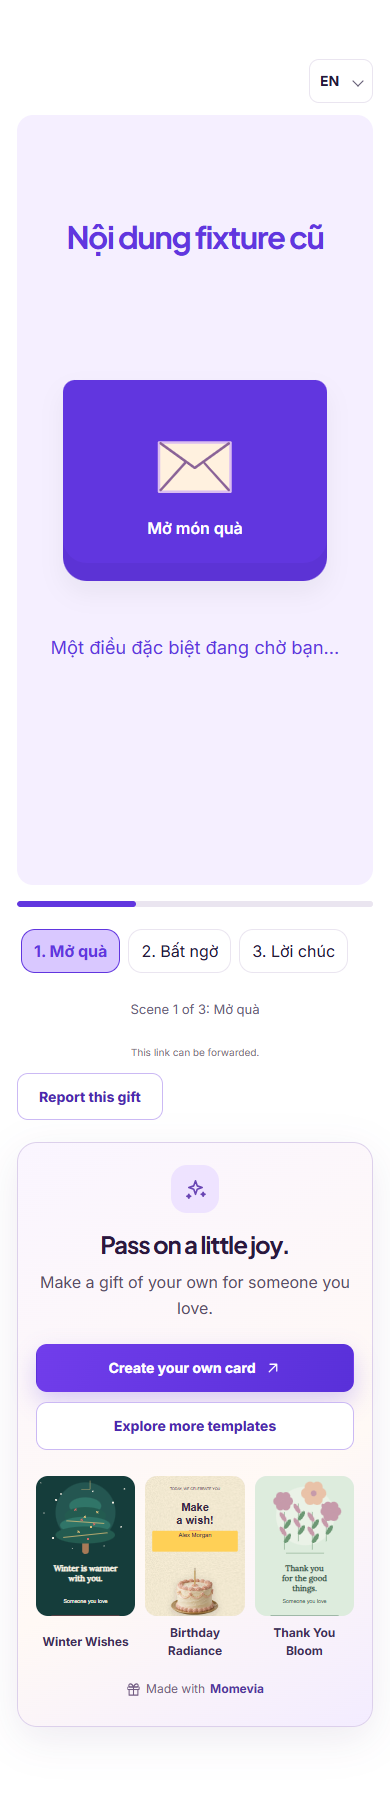 EN
Nội dung fixture cũ
Mở món quà
Một điều đặc biệt đang chờ bạn...
1. Mở quà
2. Bất ngờ
3. Lời chúc
Scene 1 of 3: Mở quà
This link can be forwarded.
Report this gift
Pass on a little joy.
Make a gift of your own for someone you
love.
Create your own card
Explore more templates
Winter is warmer
with you.
Someone you love
Winter Wishes
TODAY, WE CELEBRATE YOU
Make
a wish!
Alex Morgan
Birthday
Radiance
Thank you
for the good
things.
Someone you love
Thank You
Bloom
Made with Momevia